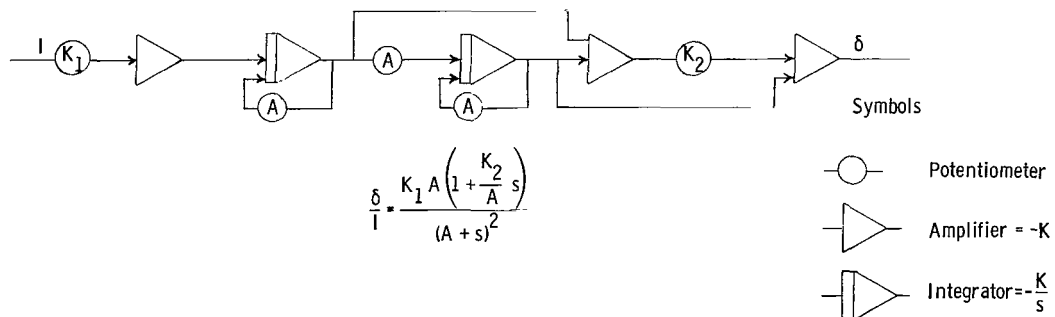 I K₁ A A A K₂ δ
Symbols
δ/I = K₁ A (1 + K₂/A s) / (A + s)²
Potentiometer
Amplifier = -K
Integrator = - K/s